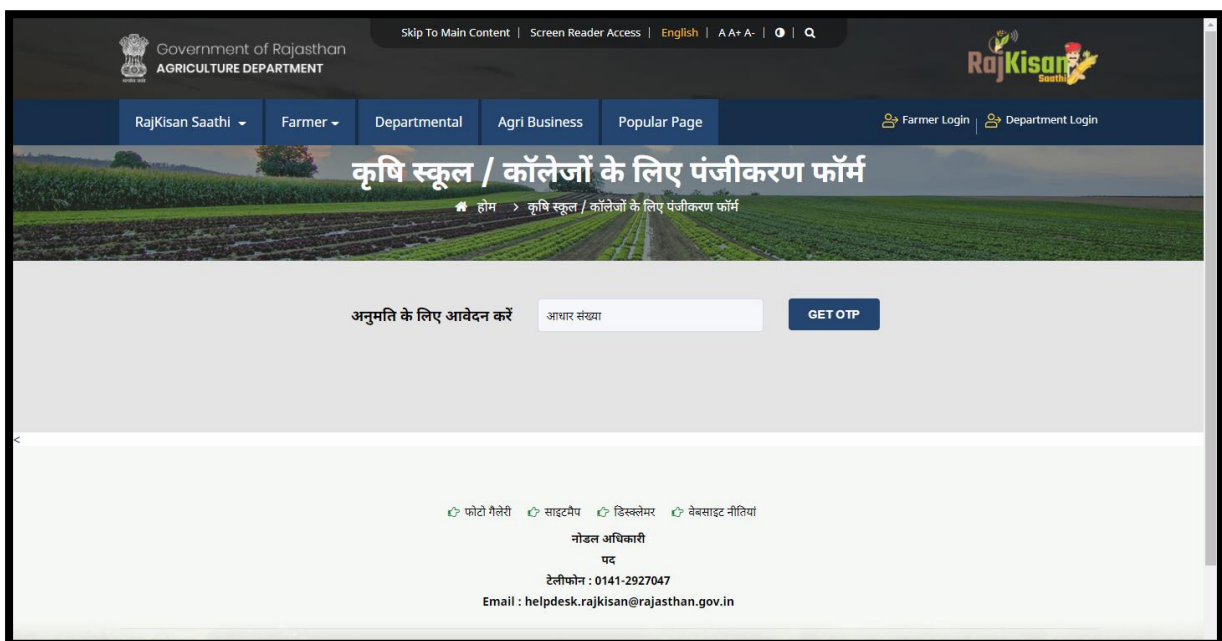 Skip To Main Content | Screen Reader Access | English | A A+ A- |
Government of Rajasthan
AGRICULTURE DEPARTMENT
RajKisan
Saathi
RajKisan Saathi Farmer Departmental Agri Business Popular Page Farmer Login | Department Login
कृषि स्कूल / कॉलेजों के लिए पंजीकरण फॉर्म
होम > कृषि स्कूल / कॉलेजों के लिए पंजीकरण फॉर्म
अनुमति के लिए आवेदन करें आधार संख्या GET OTP
<
फोटो गैलेरी साइटमैप डिस्क्लेमर वेबसाइट नीतियां
नोडल अधिकारी
पद
टेलीफोन : 0141-2927047
Email : helpdesk.rajkisan@rajasthan.gov.in